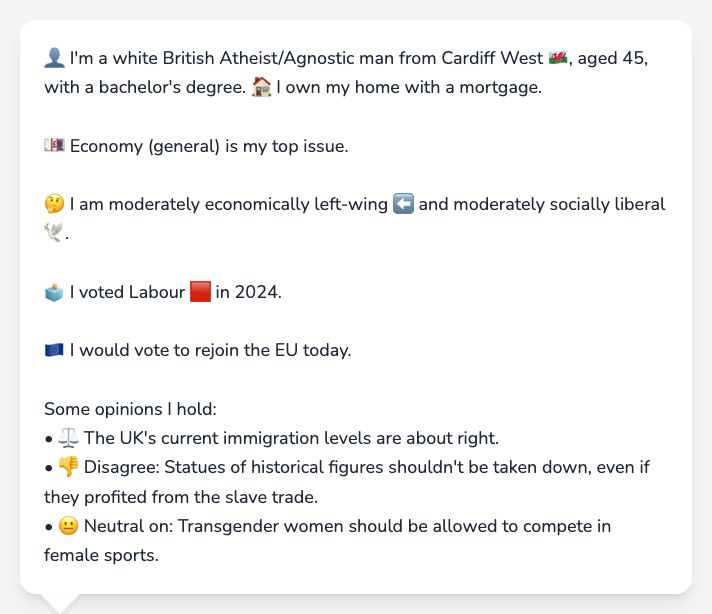 👤 I'm a white British Atheist/Agnostic man from Cardiff West 🏴󠁧󠁢󠁷󠁬󠁳󠁿, aged 45,
with a bachelor's degree. 🏠 I own my home with a mortgage.
💷 Economy (general) is my top issue.
🤔 I am moderately economically left-wing ⬅️ and moderately socially liberal
🕊️.
🗳️ I voted Labour 🟥 in 2024.
🇪🇺 I would vote to rejoin the EU today.
Some opinions I hold:
• ⚖️ The UK's current immigration levels are about right.
• 👎 Disagree: Statues of historical figures shouldn't be taken down, even if
they profited from the slave trade.
• 😐 Neutral on: Transgender women should be allowed to compete in
female sports.